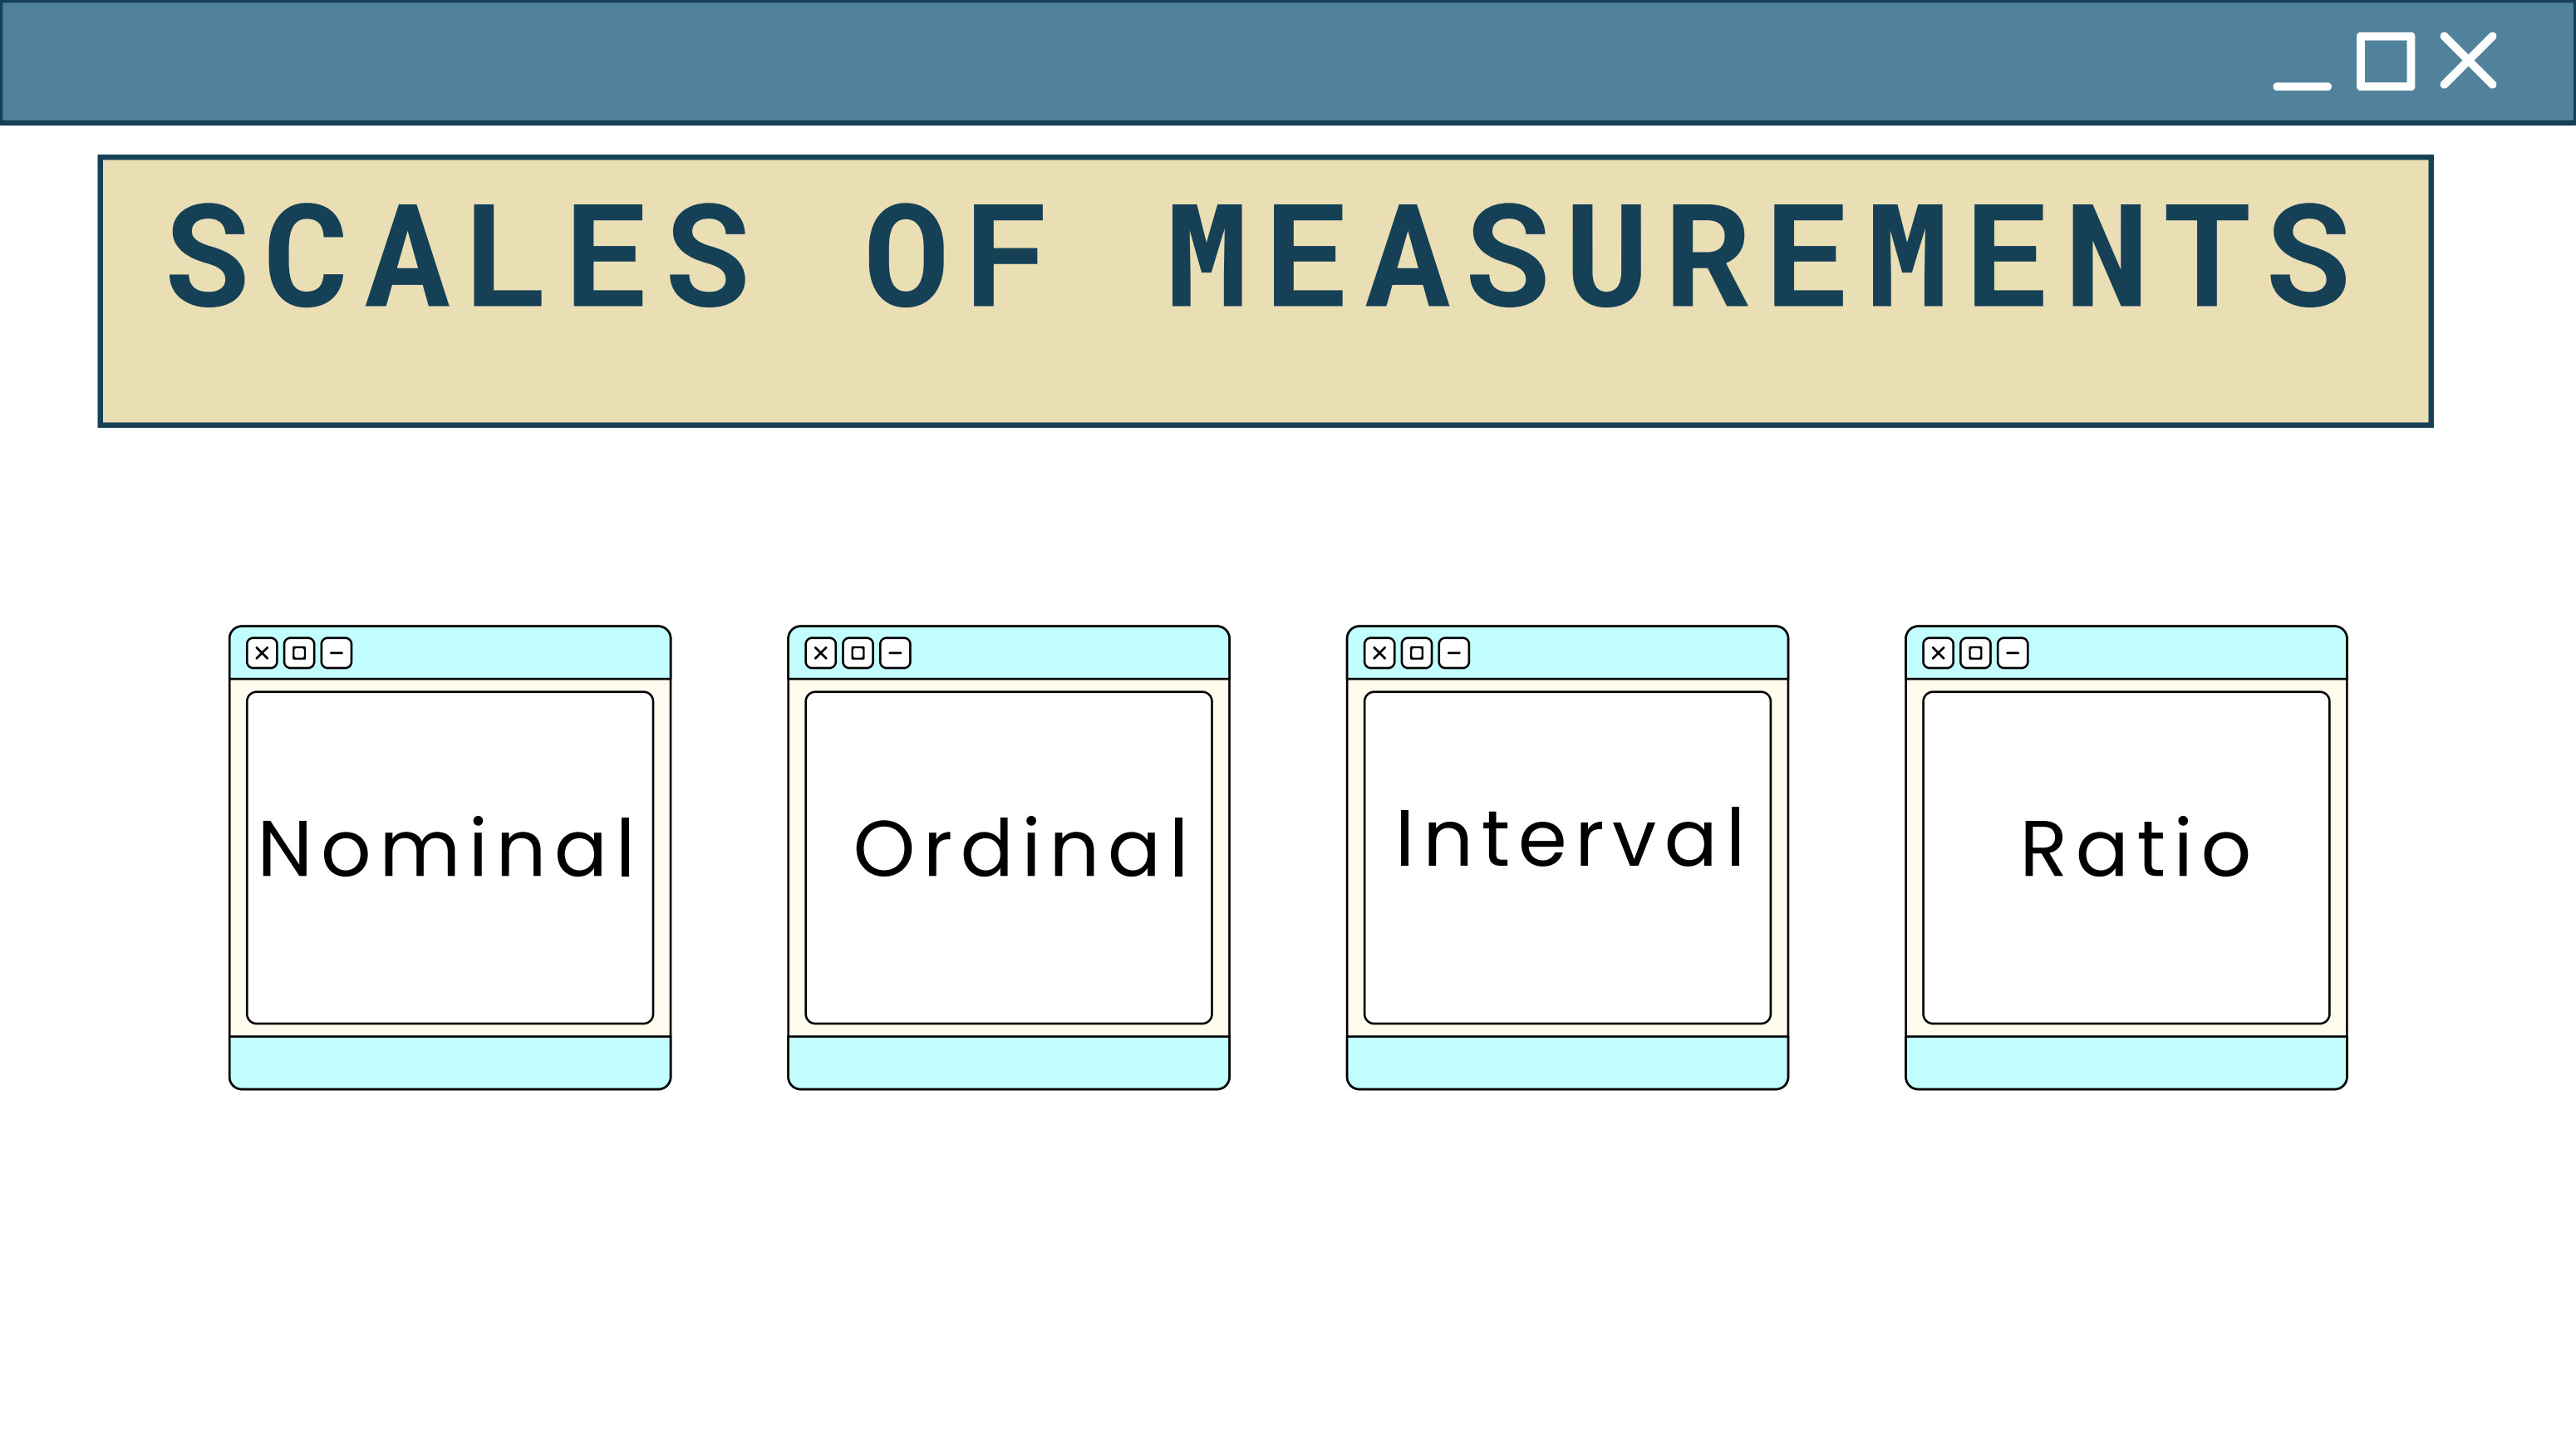 SCALES OF MEASUREMENTS
Nominal
Ordinal
Interval
Ratio